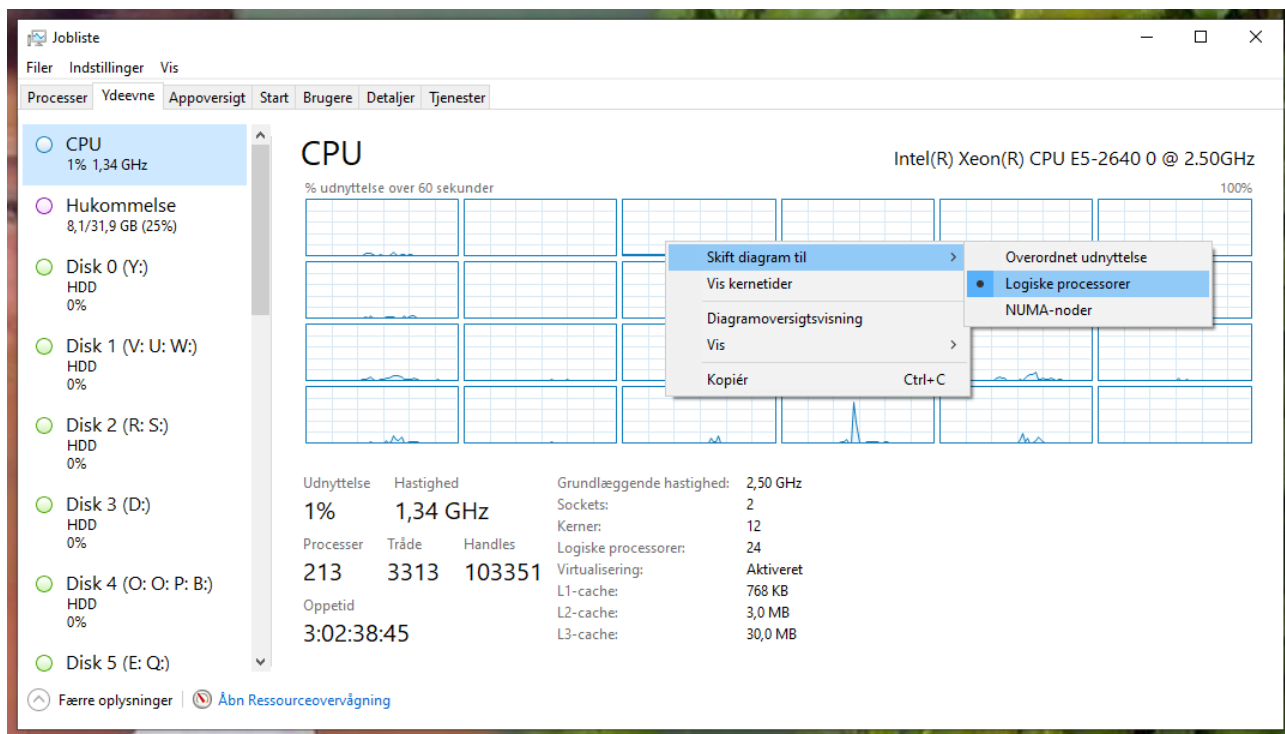 Jobliste
Filer Indstillinger Vis
Processer Ydeevne Appoversigt Start Brugere Detaljer Tjenester
CPU
1% 1,34 GHz
Hukommelse
8,1/31,9 GB (25%)
Disk 0 (Y:)
HDD
0%
Disk 1 (V: U: W:)
HDD
0%
Disk 2 (R: S:)
HDD
0%
Disk 3 (D:)
HDD
0%
Disk 4 (O: O: P: B:)
HDD
0%
Disk 5 (E: Q:)
CPU
Intel(R) Xeon(R) CPU E5-2640 0 @ 2.50GHz
% udnyttelse over 60 sekunder 100%
Skift diagram til
Vis kernetider
Diagramoversigtsvisning
Vis
Kopiér Ctrl+C
Overordnet udnyttelse
Logiske processorer
NUMA-noder
Udnyttelse Hastighed
1% 1,34 GHz
Processer Tråde Handles
213 3313 103351
Oppetid
3:02:38:45
Grundlæggende hastighed: 2,50 GHz
Sockets: 2
Kerner: 12
Logiske processorer: 24
Virtualisering: Aktiveret
L1-cache: 768 KB
L2-cache: 3,0 MB
L3-cache: 30,0 MB
Færre oplysninger Åbn Ressourceovervågning